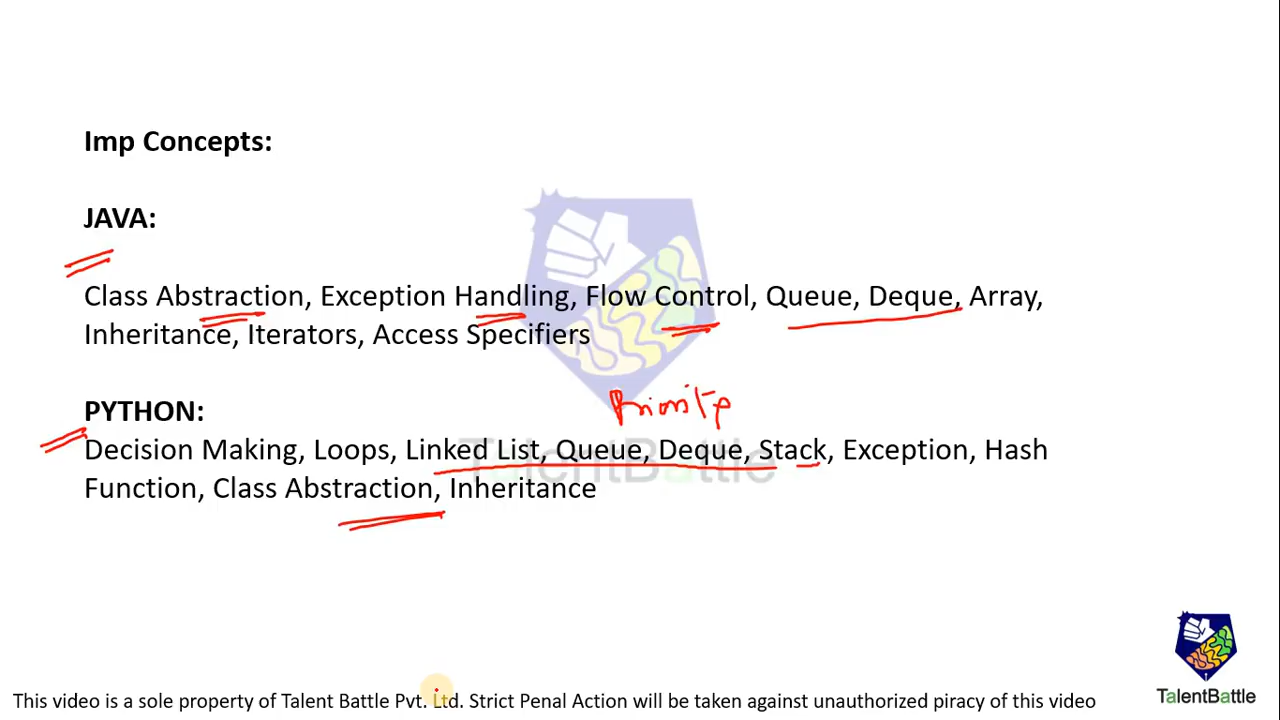 Imp Concepts:
JAVA:
Class Abstraction, Exception Handling, Flow Control, Queue, Deque, Array,
Inheritance, Iterators, Access Specifiers
Priority
PYTHON:
Decision Making, Loops, Linked List, Queue, Deque, Stack, Exception, Hash
Function, Class Abstraction, Inheritance
TalentBattle
TalentBattle
This video is a sole property of Talent Battle Pvt. Ltd. Strict Penal Action will be taken against unauthorized piracy of this video